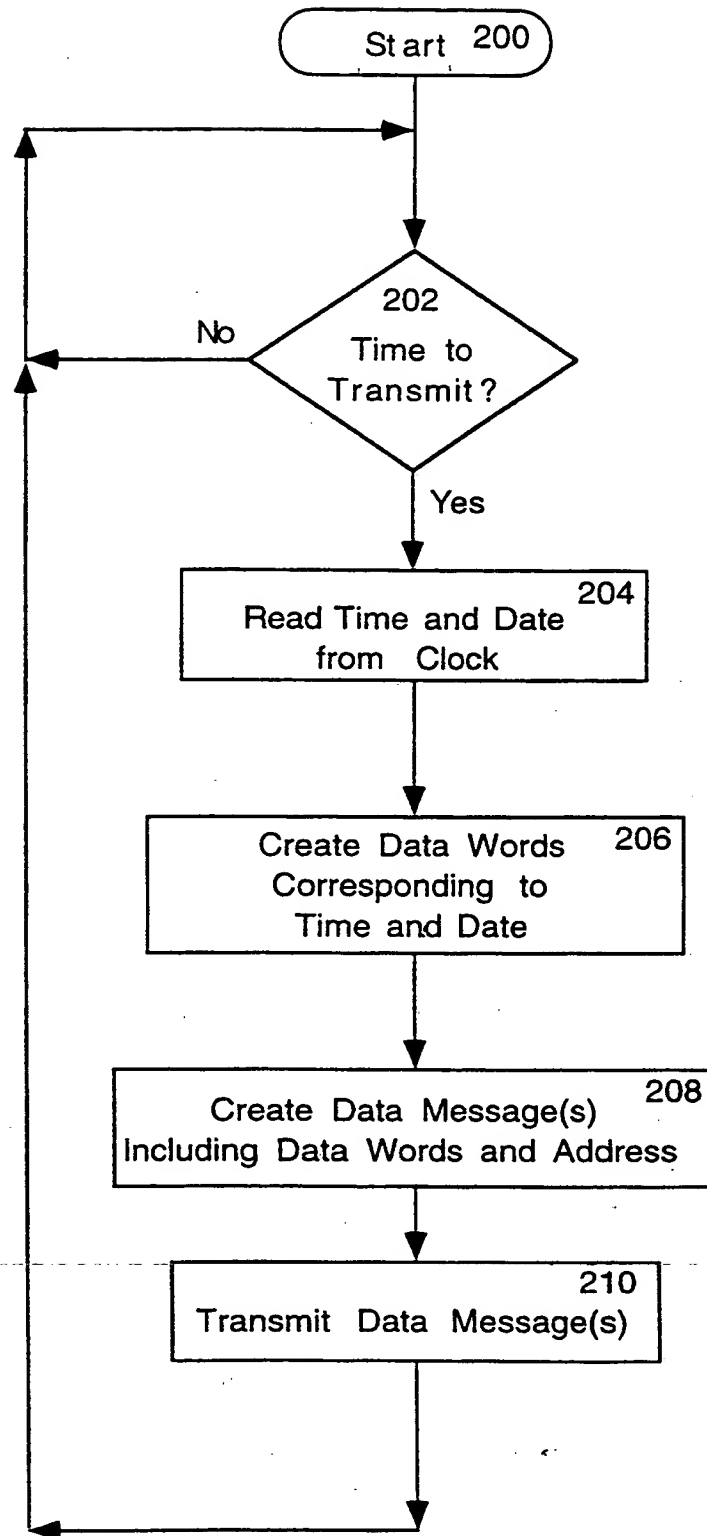 Start 200
202
Time to
Transmit?
No
Yes
204
Read Time and Date
from Clock
206
Create Data Words
Corresponding to
Time and Date
208
Create Data Message(s)
Including Data Words and Address
210
Transmit Data Message(s)